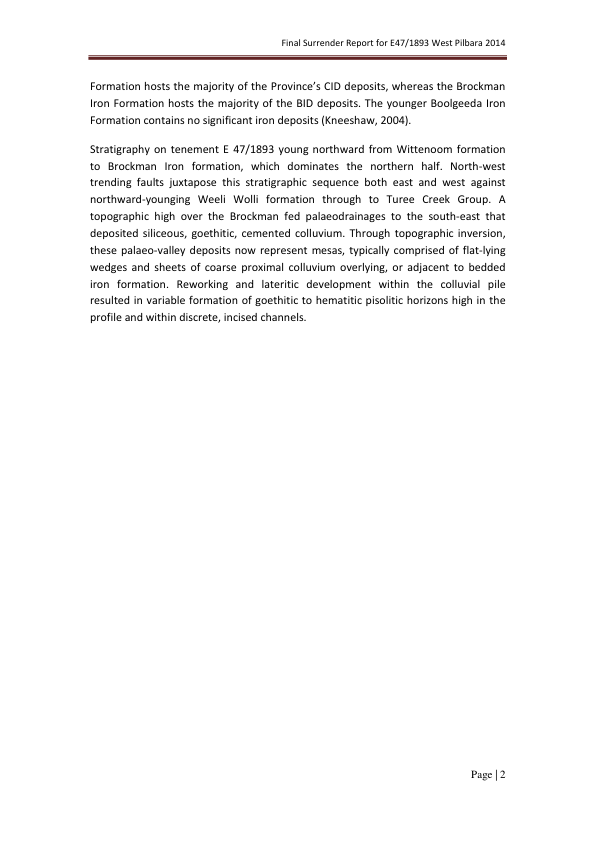 Final Surrender Report for E47/1893 West Pilbara 2014
Formation hosts the majority of the Province’s CID deposits, whereas the Brockman
Iron Formation hosts the majority of the BID deposits. The younger Boolgeeda Iron
Formation contains no significant iron deposits (Kneeshaw, 2004).
Stratigraphy on tenement E 47/1893 young northward from Wittenoom formation
to Brockman Iron formation, which dominates the northern half. North-west
trending faults juxtapose this stratigraphic sequence both east and west against
northward-younging Weeli Wolli formation through to Turee Creek Group. A
topographic high over the Brockman fed palaeodrainages to the south-east that
deposited siliceous, goethitic, cemented colluvium. Through topographic inversion,
these palaeo-valley deposits now represent mesas, typically comprised of flat-lying
wedges and sheets of coarse proximal colluvium overlying, or adjacent to bedded
iron formation. Reworking and lateritic development within the colluvial pile
resulted in variable formation of goethitic to hematitic pisolitic horizons high in the
profile and within discrete, incised channels.
Page | 2